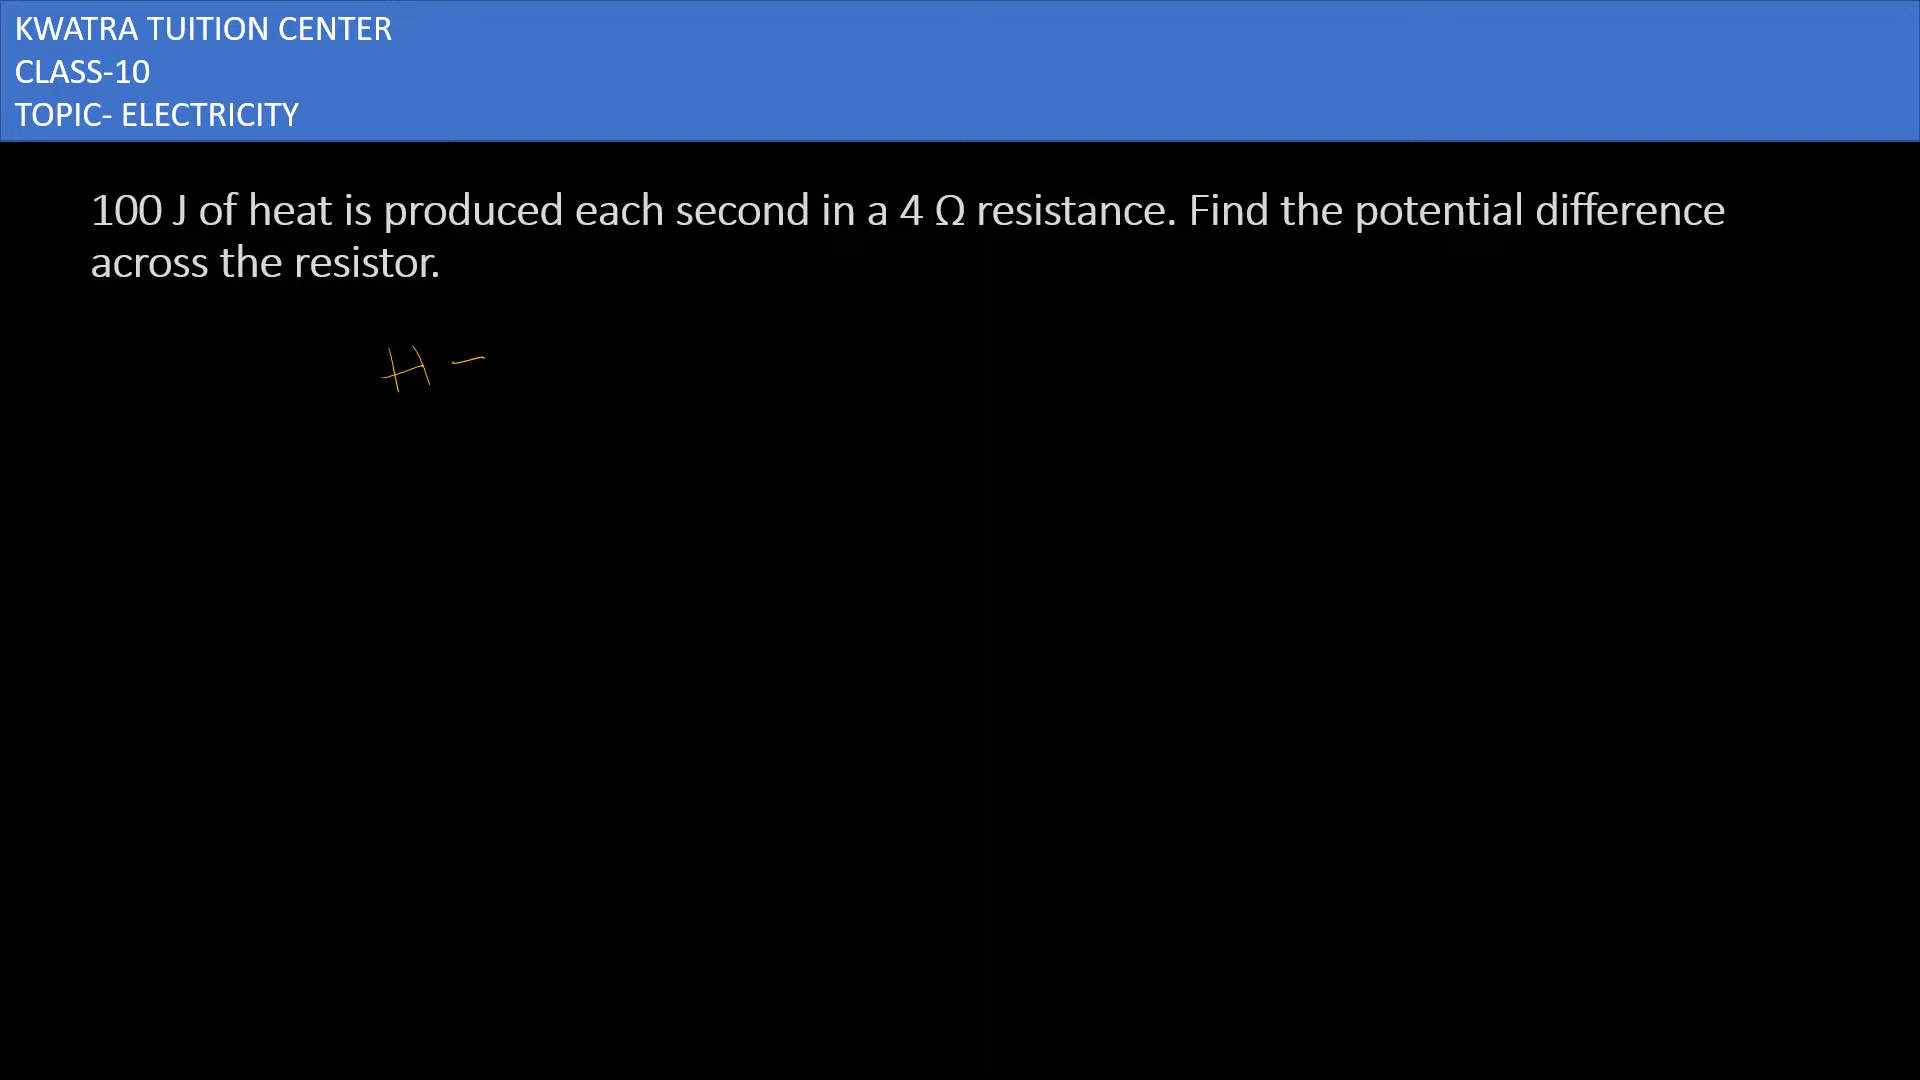 KWATRA TUITION CENTER
CLASS-10
TOPIC- ELECTRICITY
100 J of heat is produced each second in a 4 Ω resistance. Find the potential difference
across the resistor.
H -